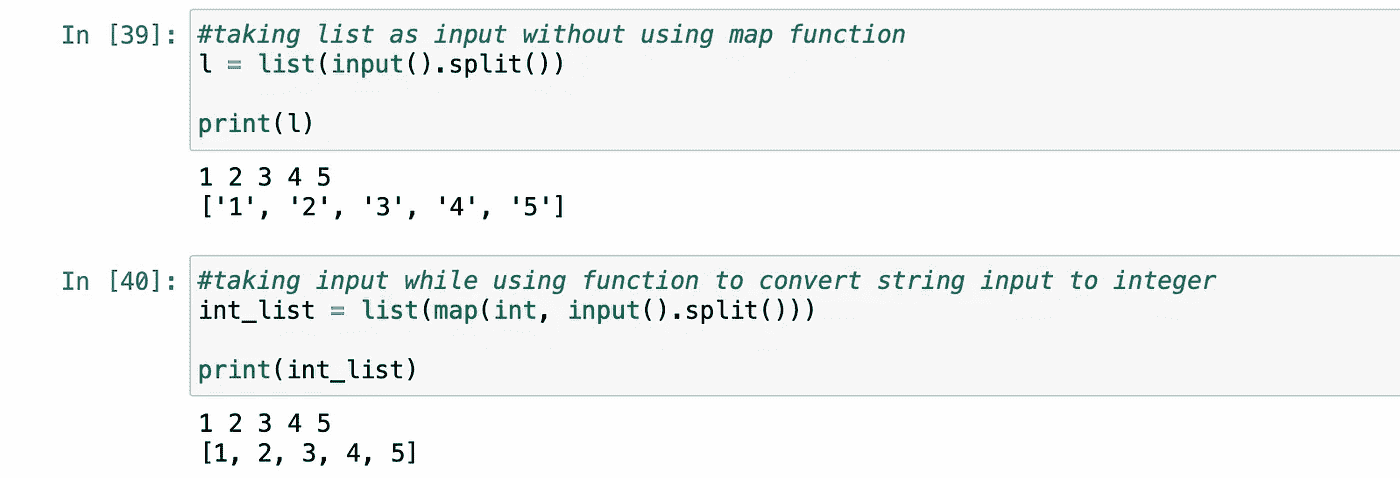 In [39]: #taking list as input without using map function
l = list(input().split())
print(l)
1 2 3 4 5
['1', '2', '3', '4', '5']
In [40]: #taking input while using function to convert string input to integer
int_list = list(map(int, input().split()))
print(int_list)
1 2 3 4 5
[1, 2, 3, 4, 5]